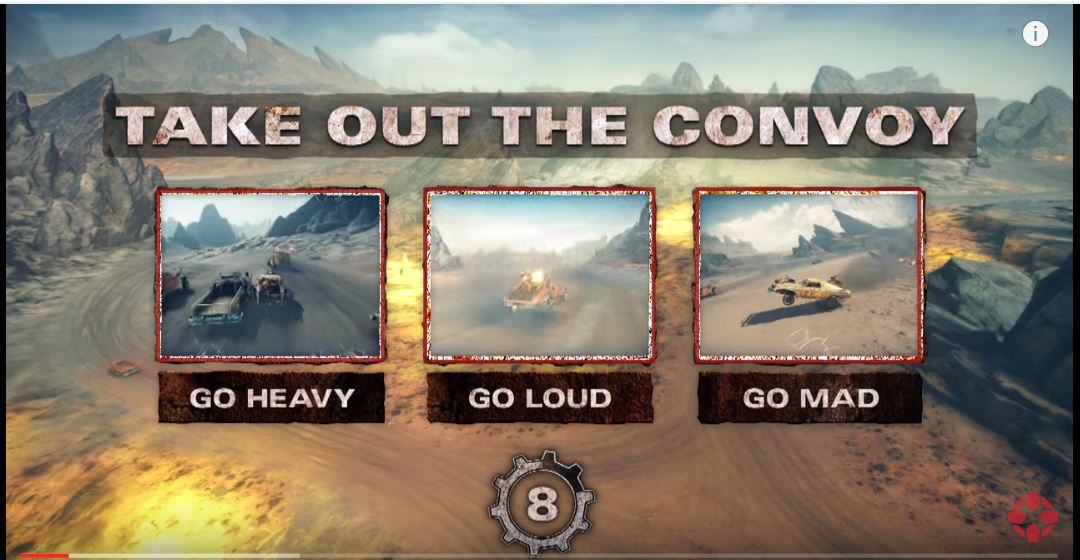 TAKE OUT THE CONVOY
GO HEAVY
GO LOUD
GO MAD
8